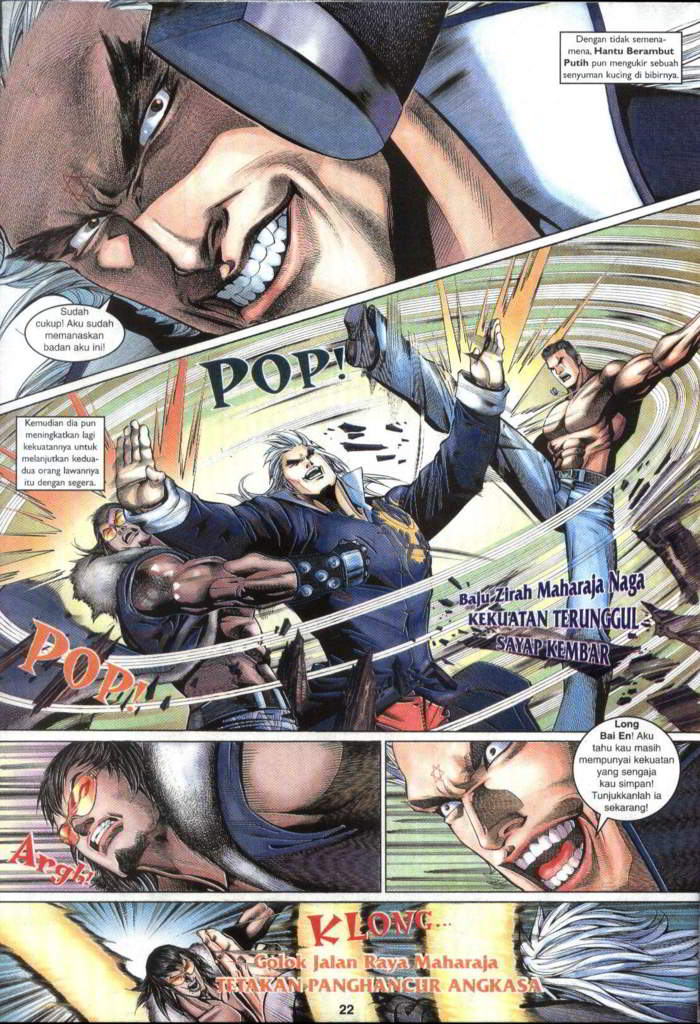 Dengan tidak semena-
mena, Hantu Berambut
Putih pun mengukir sebuah
senyuman kucing di bibirnya.
Sudah
cukup! Aku sudah
memanaskan
badan aku ini!
POP!
Kemudian dia pun
meningkatkan lagi
kekuatannya untuk
melanjutkan kedua-
dua orang lawannya
itu dengan segera.
Baju Zirah Maharaja Naga
KEKUATAN TERUNGGUL
SAYAP KEMBAR
POP!
Argh!
Long
Bai En! Aku
tahu kau masih
mempunyai kekuatan
yang sengaja
kau simpan!
Tunjukkanlah ia
sekarang!
KLONG...
Golok Jalan Raya Maharaja
TETAKAN PANGHANCUR ANGKASA
22